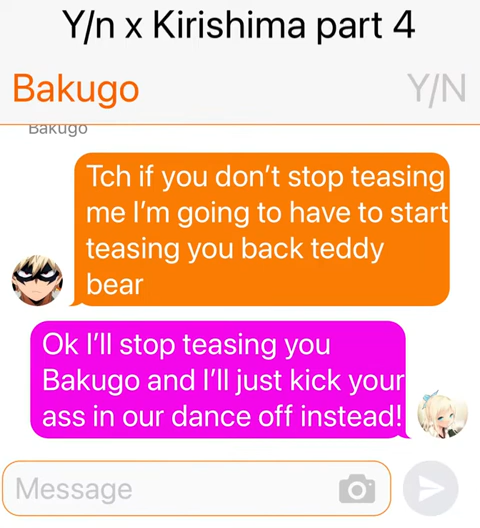 Y/n x Kirishima part 4
Bakugo
Y/N
Bakugo
Tch if you don't stop teasing
me I'm going to have to start
teasing you back teddy
bear
Ok I'll stop teasing you
Bakugo and I'll just kick your
ass in our dance off instead!
Message